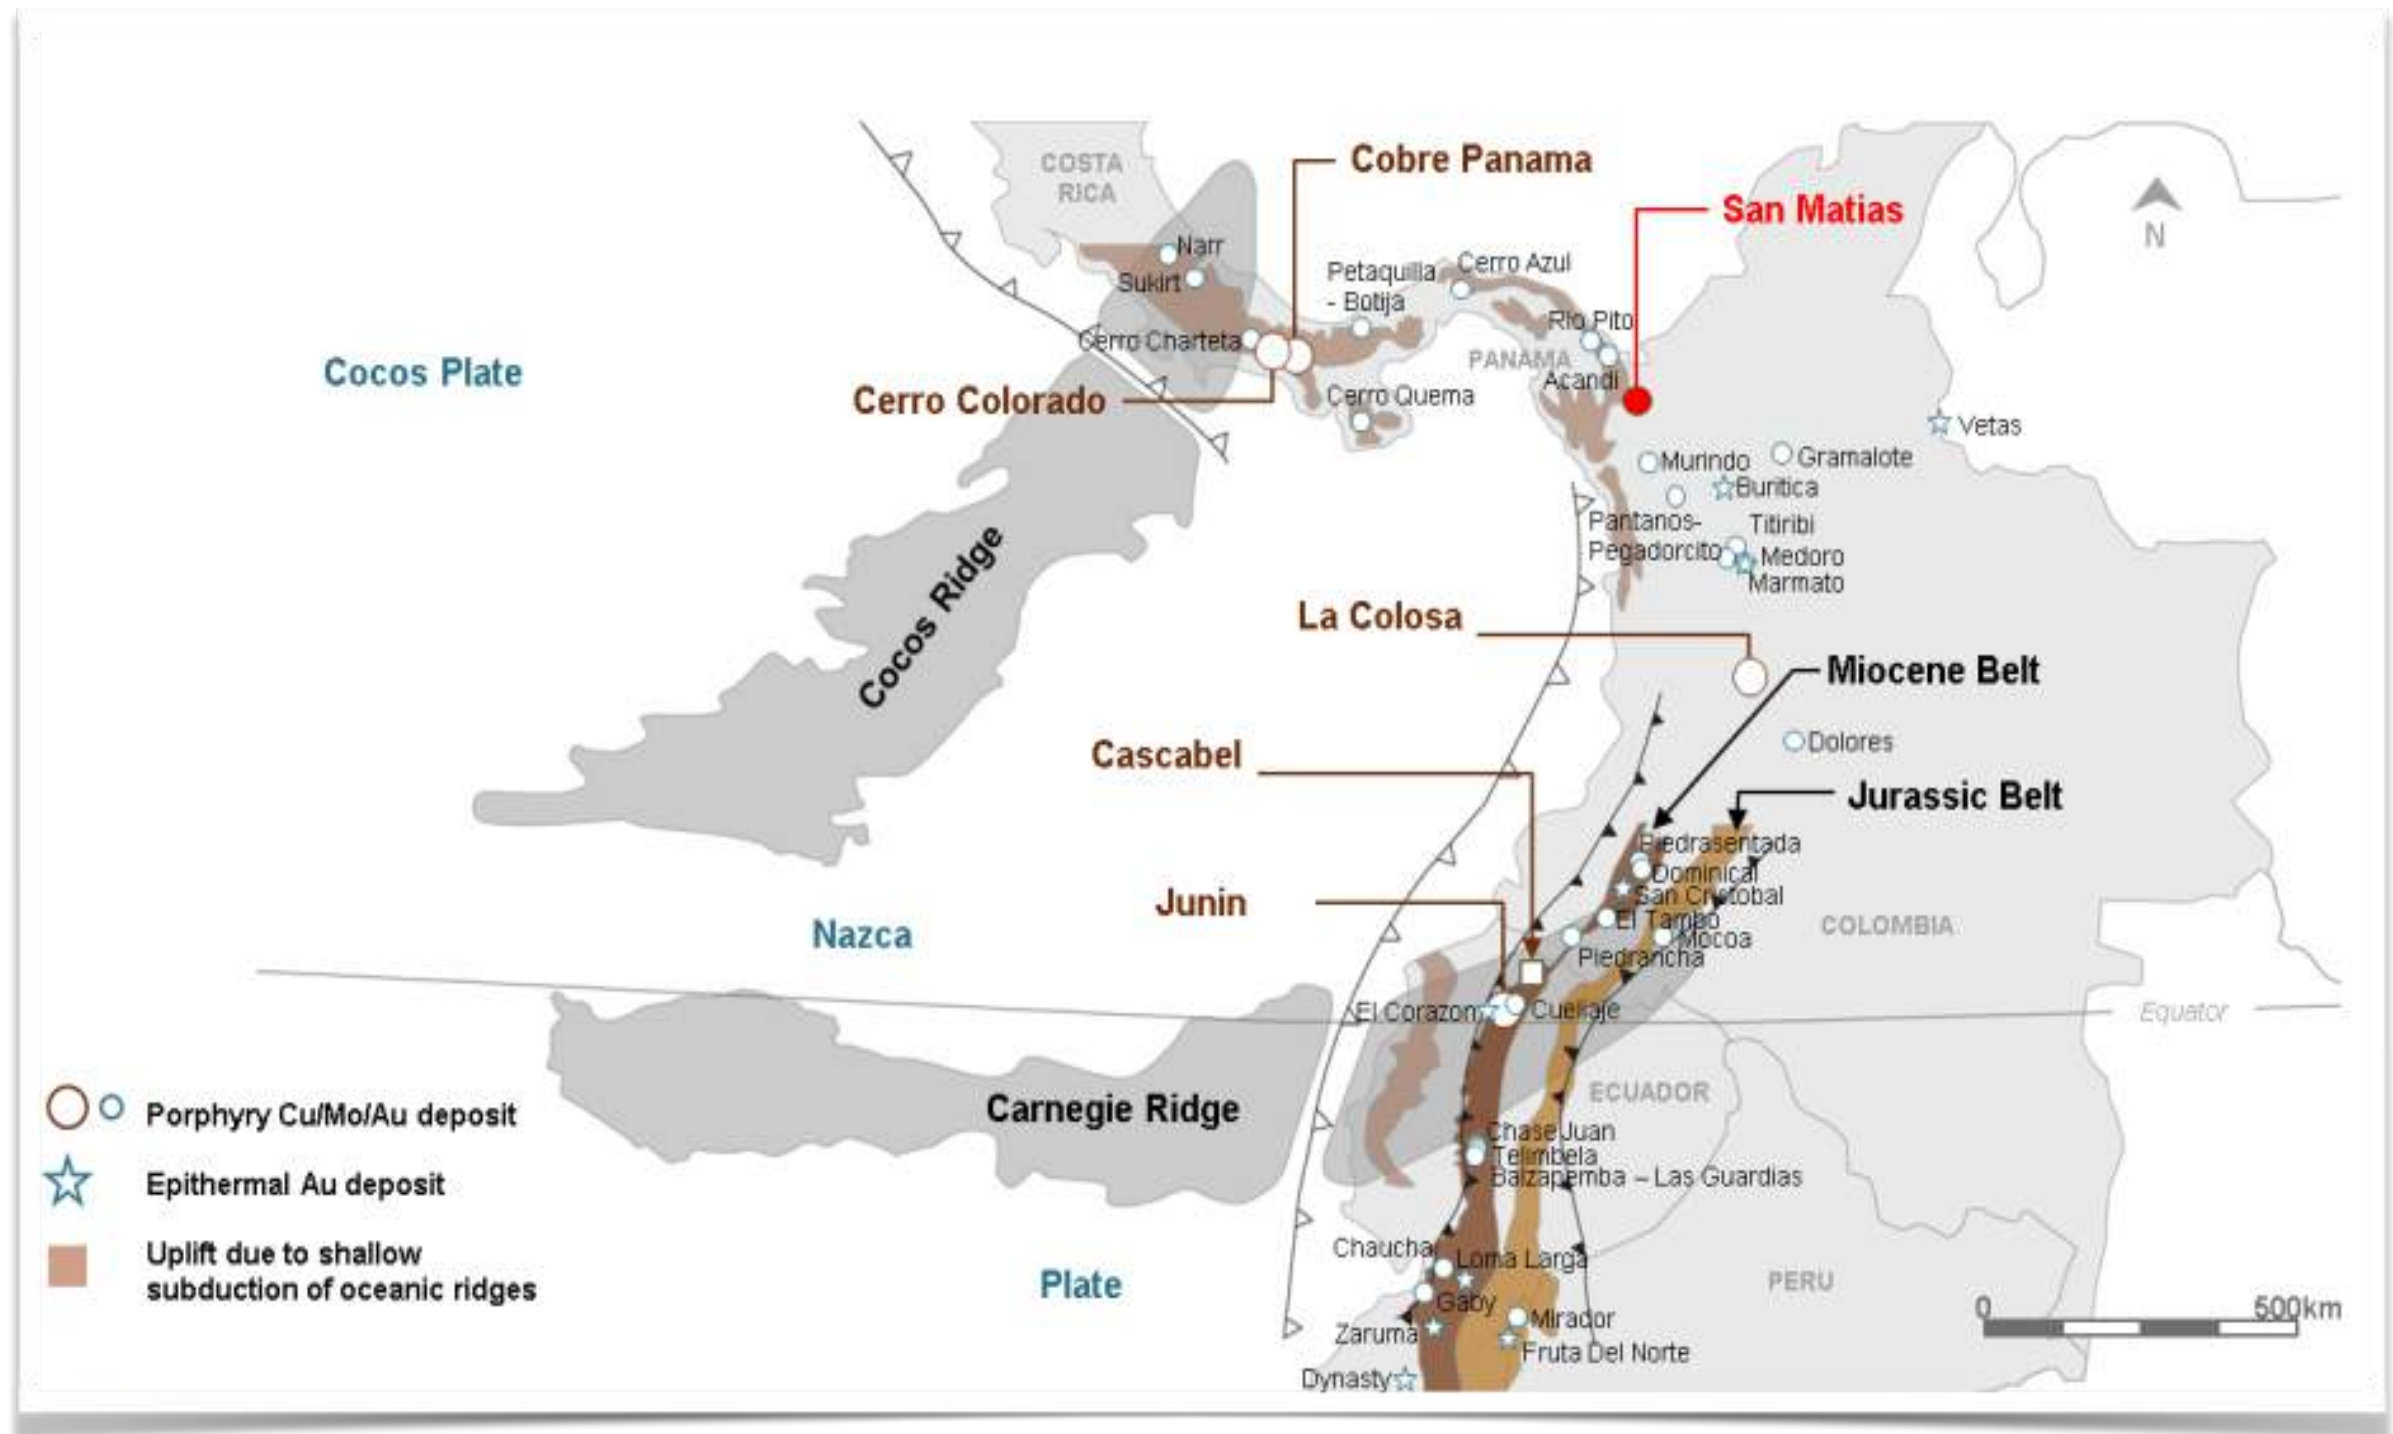 COSTA
RICA
Cobre Panama
San Matias
N
Narr
Sukirt
Petaquilla
- Botija
Cerro Azul
Rio Pito
Cerro Charteta
PANAMA
Acandi
Cocos Plate
Cerro Colorado
Cerro Quema
Vetas
Murindo
Gramalote
Buritica
Pantanos-
Pegadorcito
Titiribi
Medoro
Marmato
Cocos Ridge
La Colosa
Miocene Belt
Dolores
Cascabel
Jurassic Belt
Piedrasentada
Dominical
San Cristobal
El Tambo
Mocoa
Piedrancha
COLOMBIA
Junin
Nazca
El Corazon
Cuellaje
Equator
ECUADOR
Carnegie Ridge
Chase Juan
Telimbela
Balzapamba – Las Guardias
Chaucha
Loma Larga
Gaby
Plate
PERU
Mirador
Zaruma
Fruta Del Norte
Dynasty
0
500km
Porphyry Cu/Mo/Au deposit
Epithermal Au deposit
Uplift due to shallow
subduction of oceanic ridges